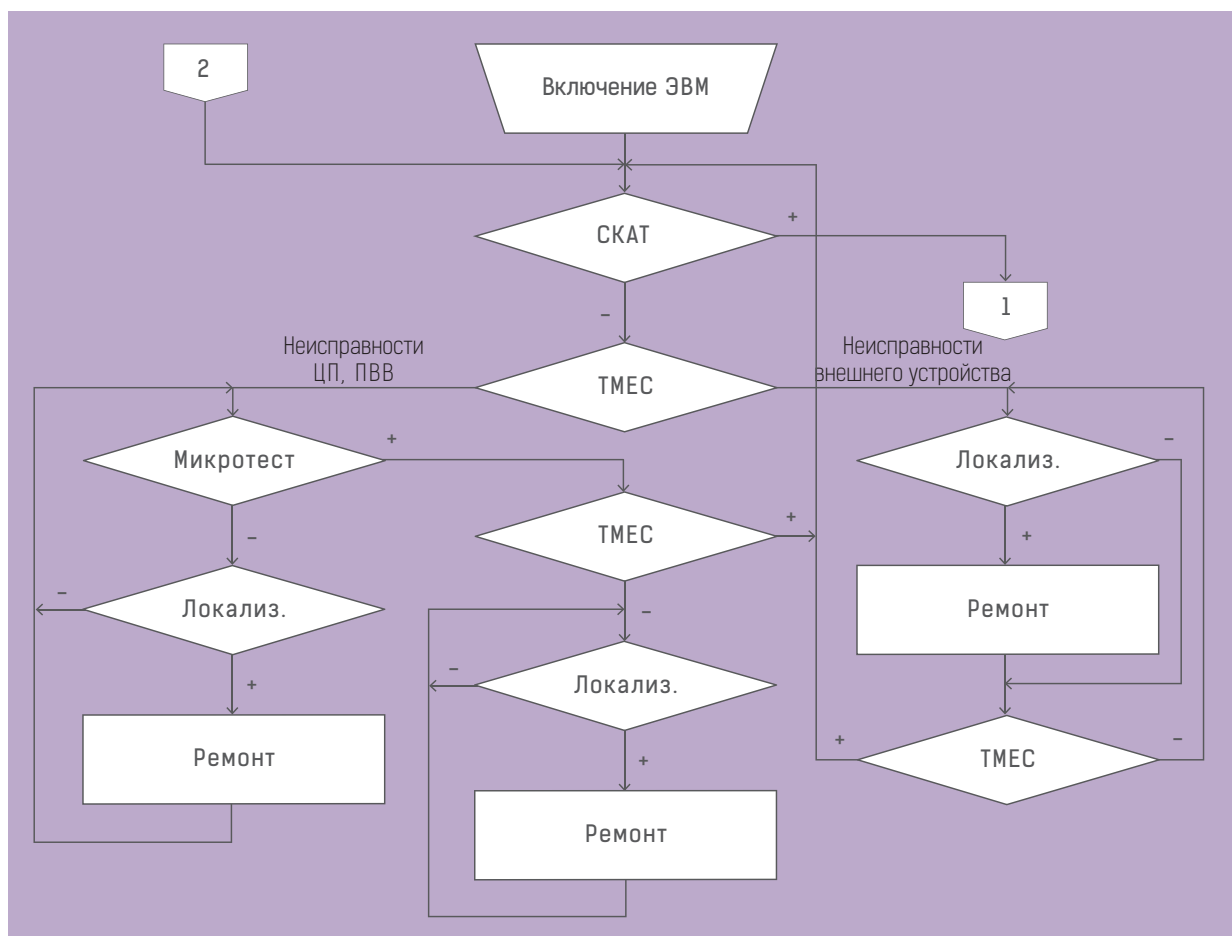 2
Включение ЭВМ
СКАТ
+
1
–
Неисправности
ЦП, ПВВ
ТМЕС
Неисправности
внешнего устройства
Микротест
+
–
ТМЕС
+
Локализ.
–
+
Ремонт
Локализ.
–
+
Ремонт
–
Локализ.
–
+
Ремонт
ТМЕС
+
–